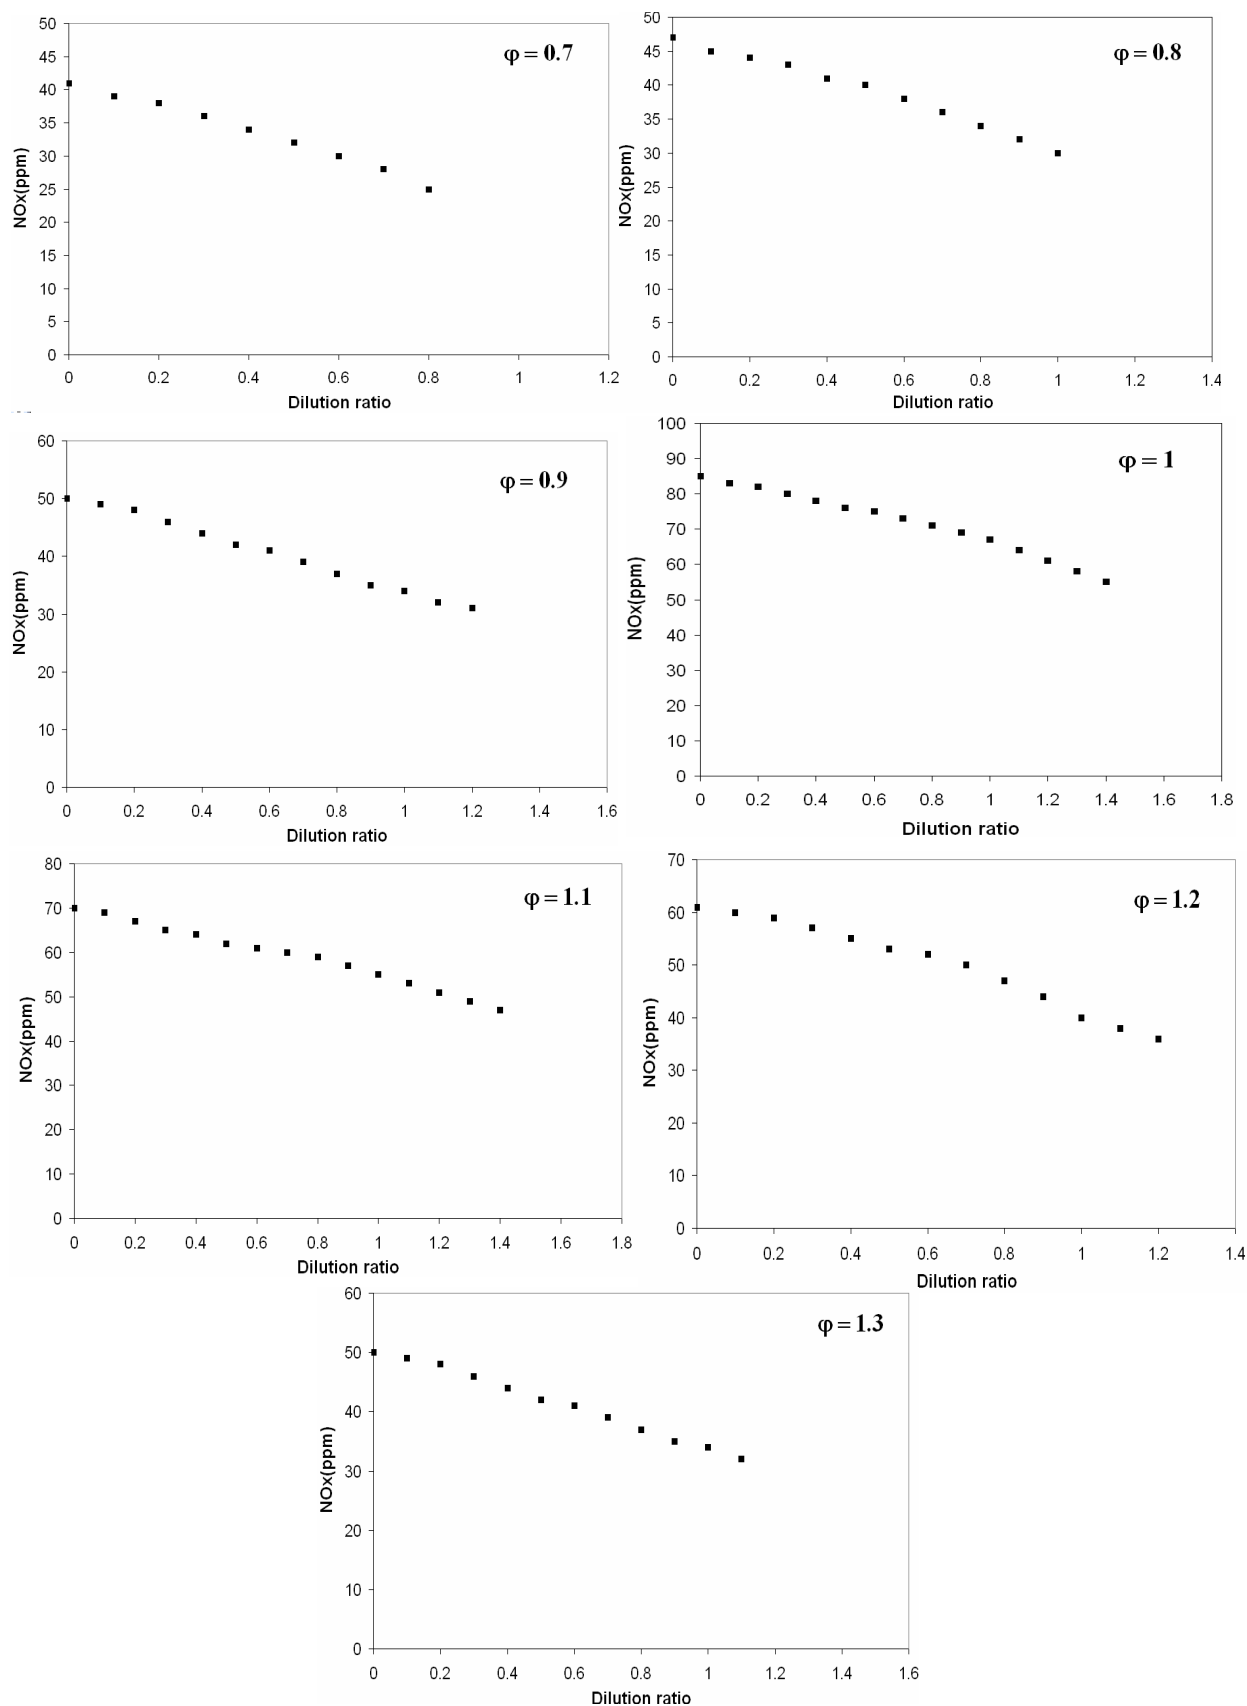 φ = 0.7
50
45
40
35
30
25
20
15
10
5
0
NOx(ppm)
0 0.2 0.4 0.6 0.8 1 1.2
Dilution ratio
φ = 0.8
50
45
40
35
30
25
20
15
10
5
0
NOx(ppm)
0 0.2 0.4 0.6 0.8 1 1.2 1.4
Dilution ratio
φ = 0.9
60
50
40
30
20
10
0
NOx(ppm)
0 0.2 0.4 0.6 0.8 1 1.2 1.4 1.6
Dilution ratio
φ = 1
100
90
80
70
60
50
40
30
20
10
0
NOx(ppm)
0 0.2 0.4 0.6 0.8 1 1.2 1.4 1.6 1.8
Dilution ratio
φ = 1.1
80
70
60
50
40
30
20
10
0
NOx(ppm)
0 0.2 0.4 0.6 0.8 1 1.2 1.4 1.6 1.8
Dilution ratio
φ = 1.2
70
60
50
40
30
20
10
0
NOx(ppm)
0 0.2 0.4 0.6 0.8 1 1.2 1.4
Dilution ratio
φ = 1.3
60
50
40
30
20
10
0
NOx(ppm)
0 0.2 0.4 0.6 0.8 1 1.2 1.4 1.6
Dilution ratio